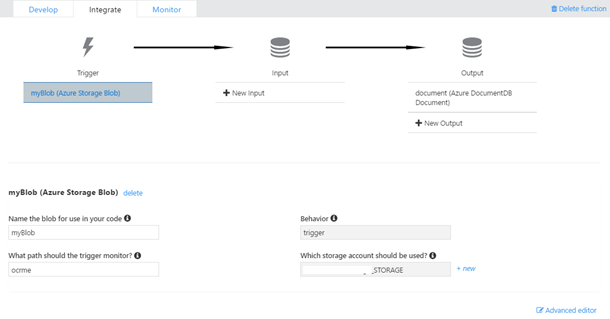 Develop
Integrate
Monitor
Delete function
Trigger
Input
Output
myBlob (Azure Storage Blob)
New Input
document (Azure DocumentDB
Document)
New Output
myBlob (Azure Storage Blob) delete
Name the blob for use in your code
Behavior
myBlob
trigger
What path should the trigger monitor?
Which storage account should be used?
ocrme
_STORAGE
+ new
Advanced editor